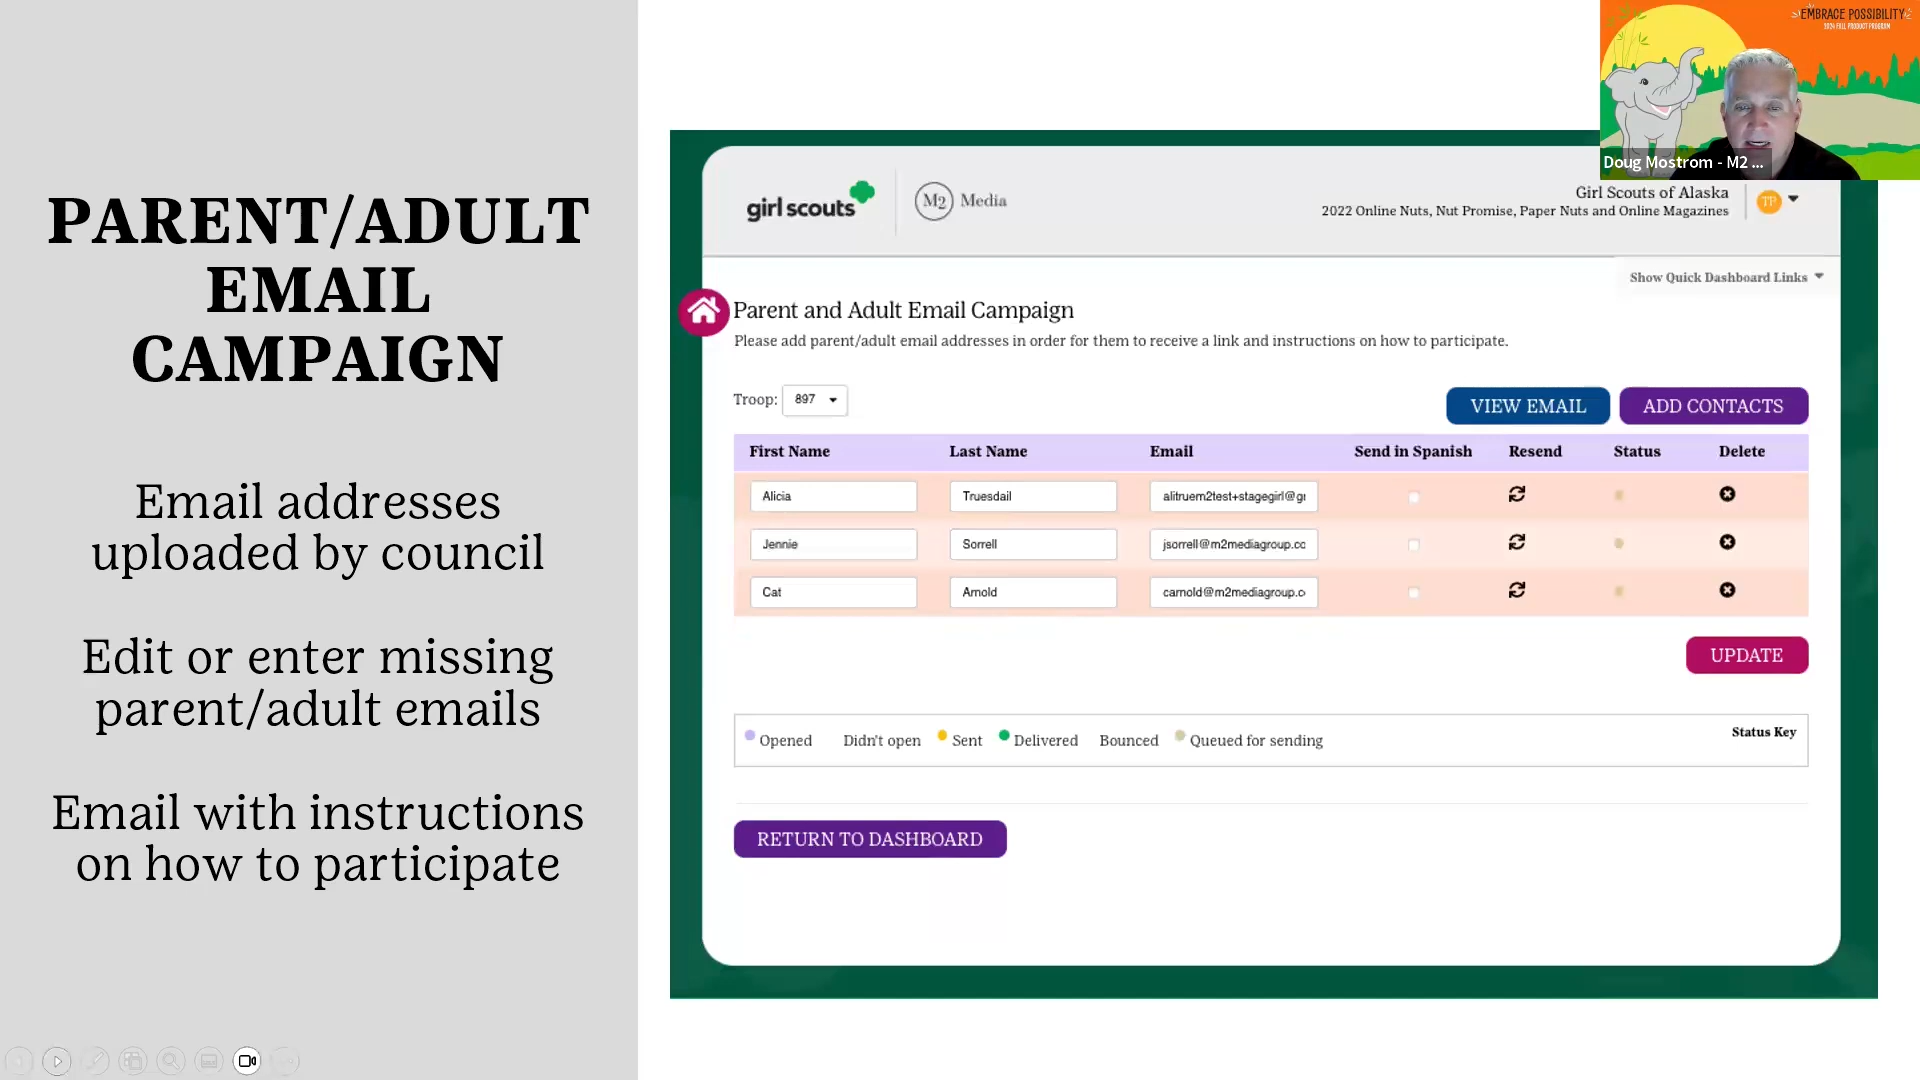 PARENT/ADULT
EMAIL
CAMPAIGN
Email addresses
uploaded by council
Edit or enter missing
parent/adult emails
Email with instructions
on how to participate
EMBRACE POSSIBILITY
2024 FALL PRODUCT PROGRAM
Doug Mostrom - M2 ...
girl scouts
M2 Media
Girl Scouts of Alaska
2022 Online Nuts, Nut Promise, Paper Nuts and Online Magazines
TP
Show Quick Dashboard Links
Parent and Adult Email Campaign
Please add parent/adult email addresses in order for them to receive a link and instructions on how to participate.
Troop: 897
VIEW EMAIL ADD CONTACTS
First Name Last Name Email Send in Spanish Resend Status Delete
Alicia Truesdail alitruem2test+stagegirl@gr
Jennie Sorrell jsorrell@m2mediagroup.cc
Cat Arnold carnold@m2mediagroup.c
UPDATE
Opened Didn't open Sent Delivered Bounced Queued for sending Status Key
RETURN TO DASHBOARD